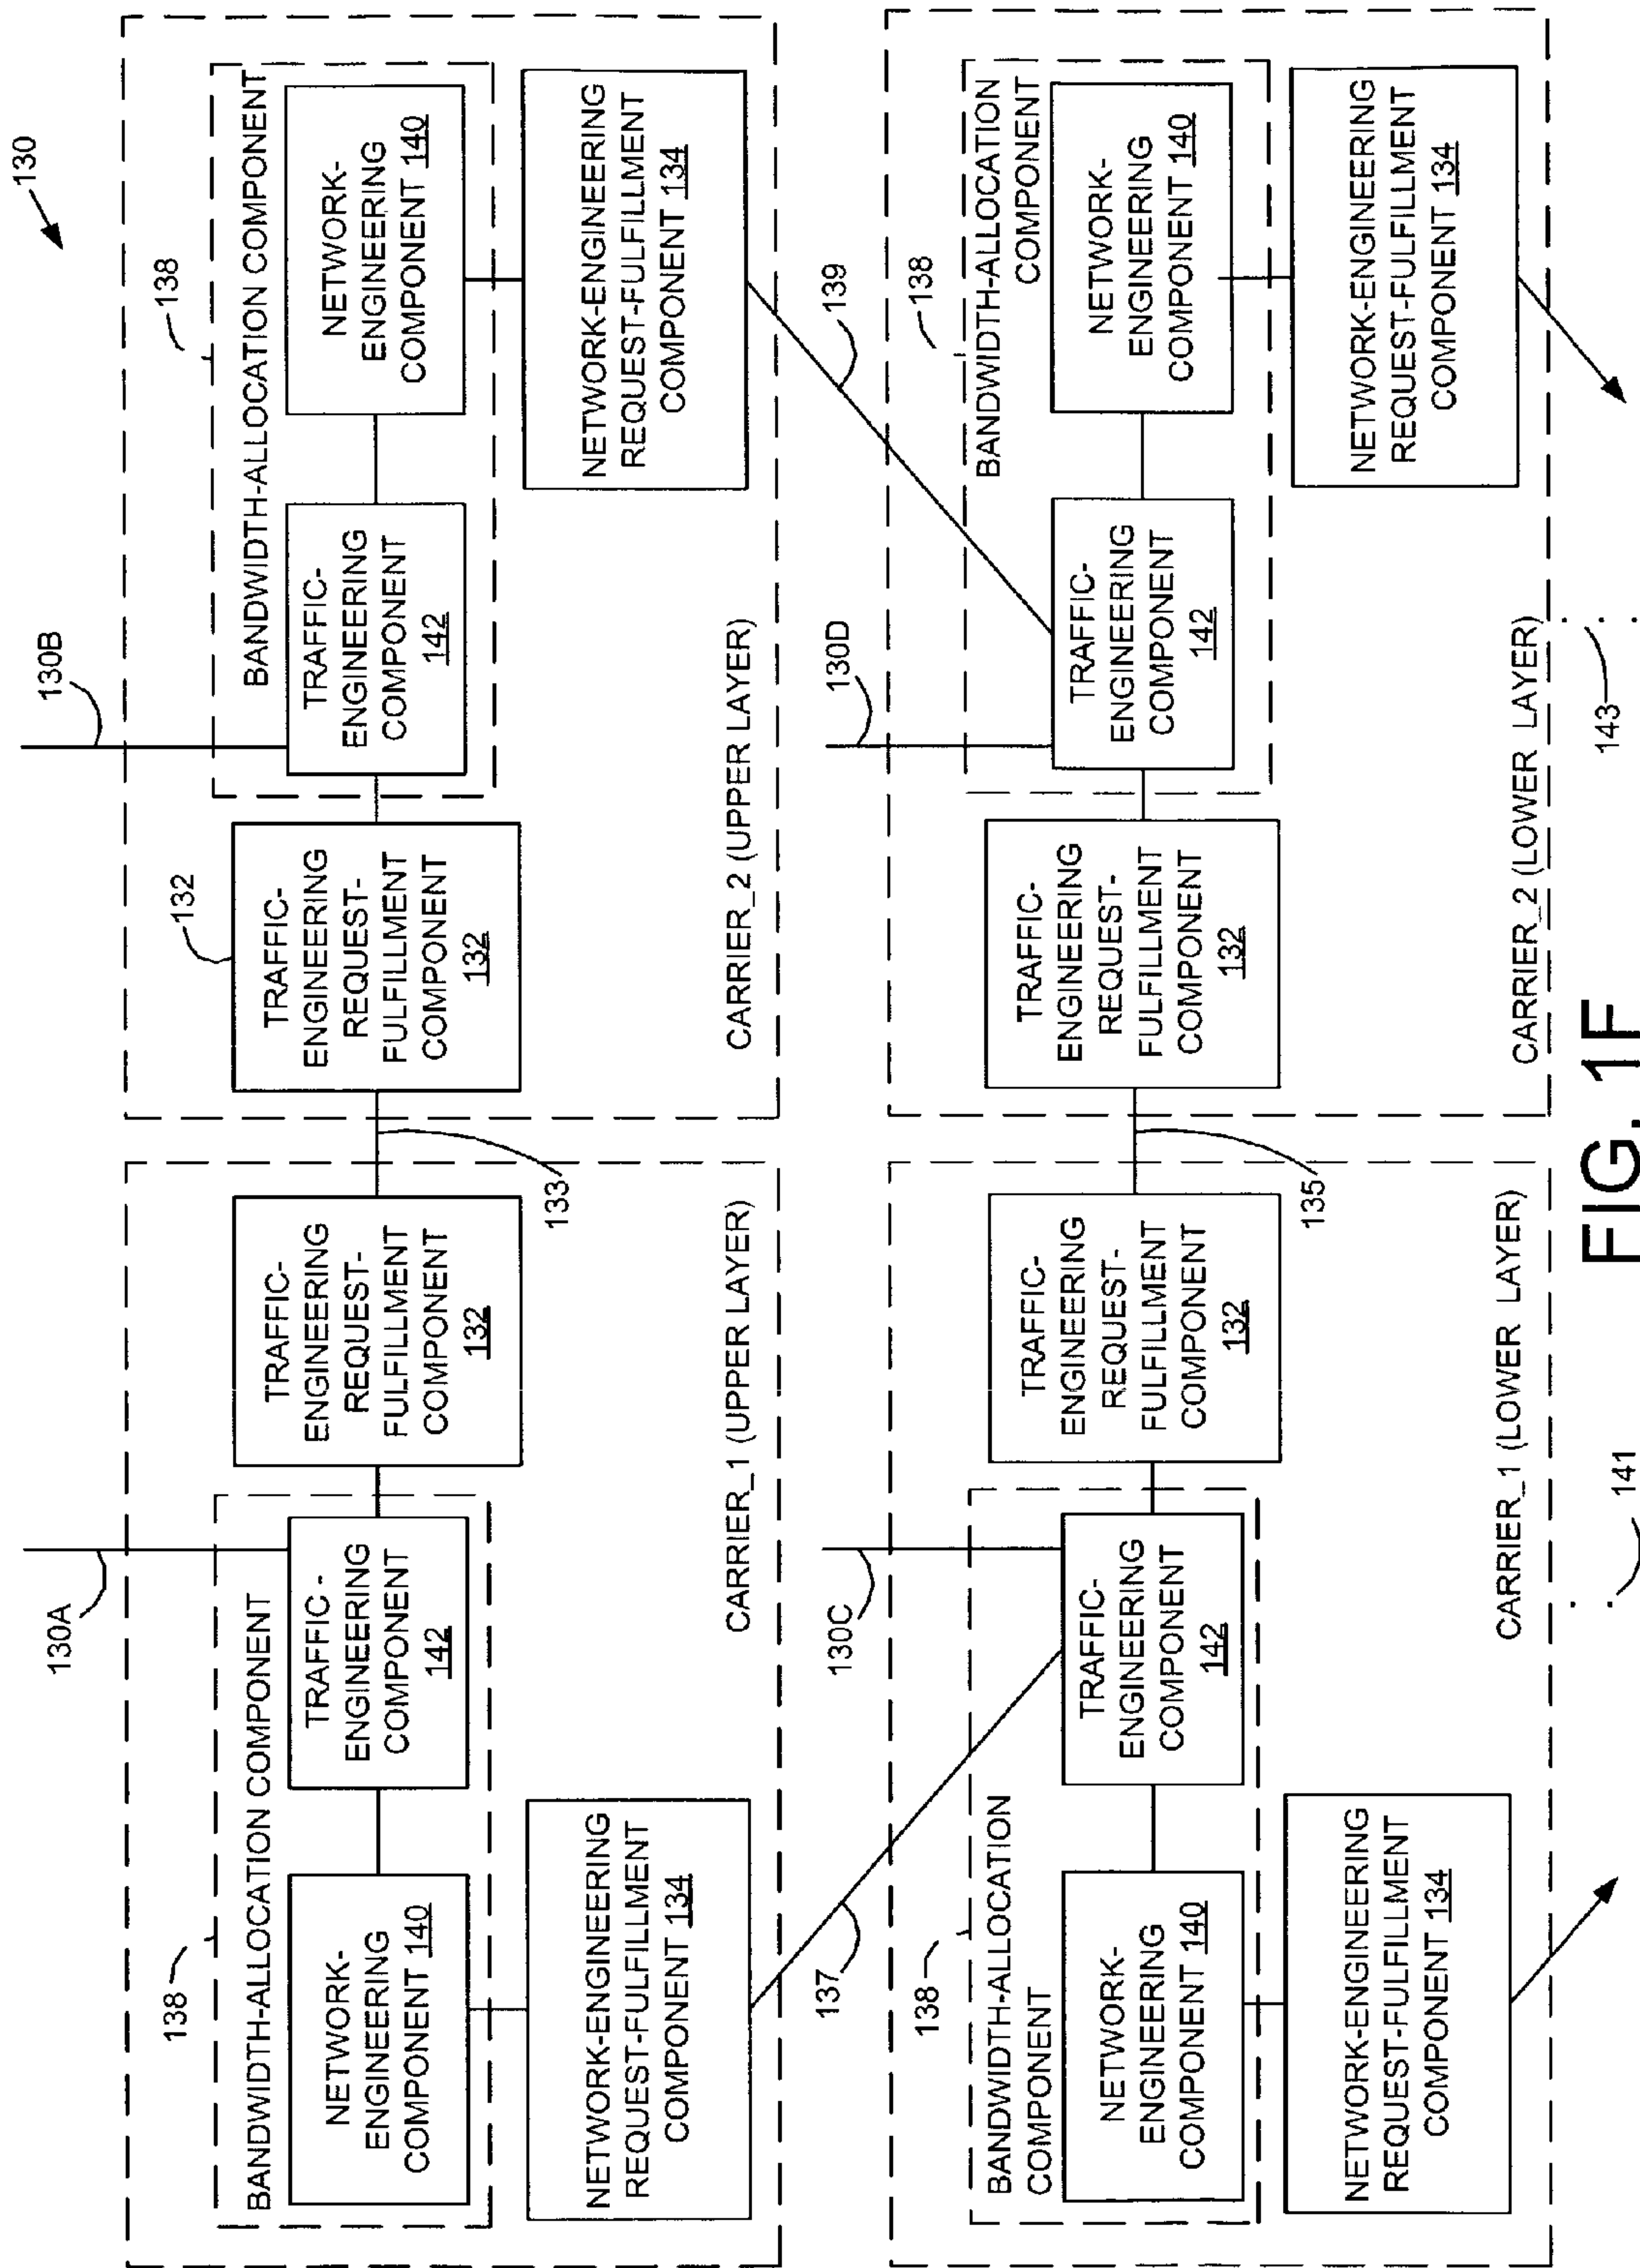 130
130A
130B
138
BANDWIDTH-ALLOCATION COMPONENT
NETWORK-
ENGINEERING
COMPONENT 140
TRAFFIC -
ENGINEERING
COMPONENT
142
TRAFFIC-
ENGINEERING
REQUEST-
FULFILLMENT
COMPONENT
132
NETWORK-ENGINEERING
REQUEST-FULFILLMENT
COMPONENT 134
CARRIER_1 (UPPER LAYER)
133
132
TRAFFIC-
ENGINEERING
REQUEST-
FULFILLMENT
COMPONENT
132
138
BANDWIDTH-ALLOCATION COMPONENT
TRAFFIC-
ENGINEERING
COMPONENT
142
NETWORK-
ENGINEERING
COMPONENT 140
NETWORK-ENGINEERING
REQUEST-FULFILLMENT
COMPONENT 134
CARRIER_2 (UPPER LAYER)
137
130C
130D
139
138
BANDWIDTH-ALLOCATION
COMPONENT
NETWORK-
ENGINEERING
COMPONENT 140
TRAFFIC-
ENGINEERING
COMPONENT
142
TRAFFIC-
ENGINEERING
REQUEST-
FULFILLMENT
COMPONENT
132
NETWORK-ENGINEERING
REQUEST-FULFILLMENT
COMPONENT 134
CARRIER_1 (LOWER LAYER)
135
TRAFFIC-
ENGINEERING
REQUEST-
FULFILLMENT
COMPONENT
132
138
BANDWIDTH-ALLOCATION
COMPONENT
TRAFFIC-
ENGINEERING
COMPONENT
142
NETWORK-
ENGINEERING
COMPONENT 140
NETWORK-ENGINEERING
REQUEST-FULFILLMENT
COMPONENT 134
CARRIER_2 (LOWER LAYER)
141
143
FIG. 1F